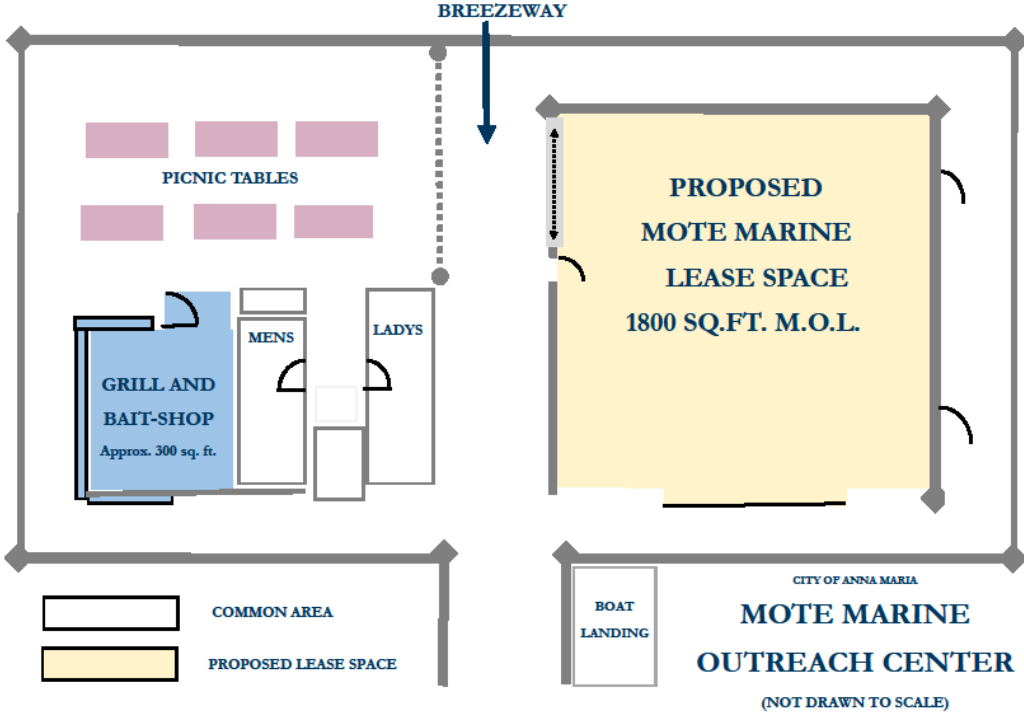 BREEZEWAY
PICNIC TABLES
PROPOSED
MOTE MARINE
LEASE SPACE
1800 SQ.FT. M.O.L.
MENS
LADYS
GRILL AND
BAIT-SHOP
Approx. 300 sq. ft.
COMMON AREA
PROPOSED LEASE SPACE
BOAT
LANDING
CITY OF ANNA MARIA
MOTE MARINE
OUTREACH CENTER
(NOT DRAWN TO SCALE)